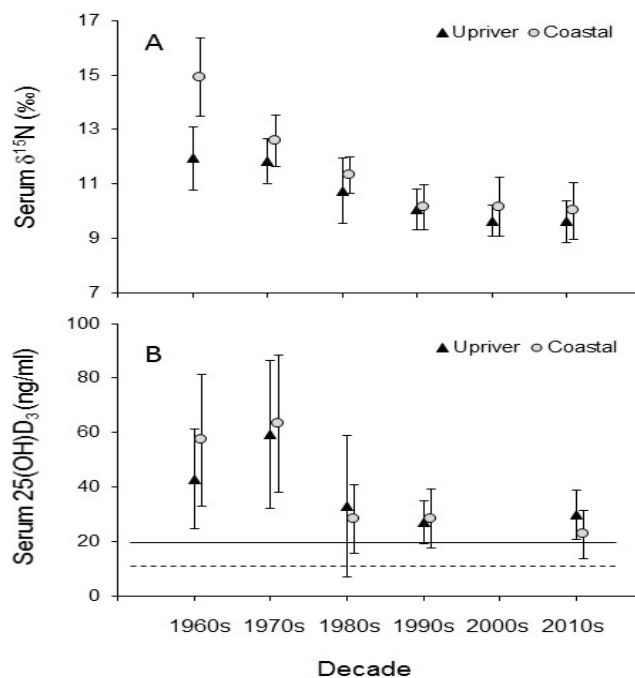 17
A
▲Upriver ○Coastal
15
13
11
9
7
Serum δ¹⁵N (‰)
100
B
▲Upriver ○Coastal
80
60
40
20
0
Serum 25(OH)D₃ (ng/ml)
1960s 1970s 1980s 1990s 2000s 2010s
Decade